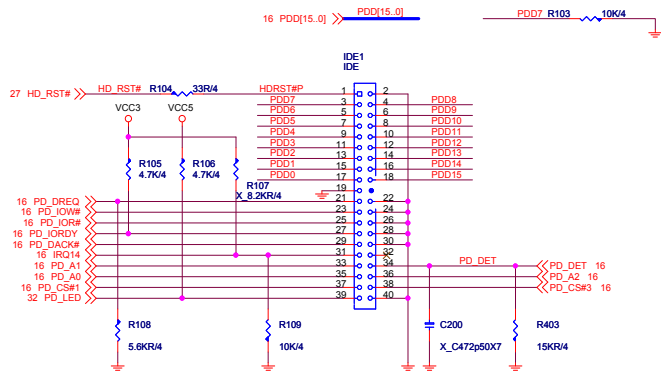 16 PDD[15..0] PDD[15..0] PDD7 R103 10K/4
IDE1
IDE
27 HD_RST# HD_RST# R104 33R/4 HDRST#P 1 2
VCC3 VCC5 PDD7 3 4 PDD8
PDD6 5 6 PDD9
PDD5 7 8 PDD10
PDD4 9 10 PDD11
PDD3 11 12 PDD12
PDD2 13 14 PDD13
R105 R106 PDD1 15 16 PDD14
4.7K/4 4.7K/4 PDD0 17 18 PDD15
R107
X_8.2KR/4 19
16 PD_DREQ 21 22
16 PD_IOW# 23 24
16 PD_IOR# 25 26
16 PD_IORDY 27 28
16 PD_DACK# 29 30
16 IRQ14 31 32
16 PD_A1 33 34 PD_DET PD_DET 16
16 PD_A0 35 36 PD_A2 16
16 PD_CS#1 37 38 PD_CS#3 16
32 PD_LED 39 40
R108 R109 C200 R403
5.6KR/4 10K/4 X_C472p50X7 15KR/4